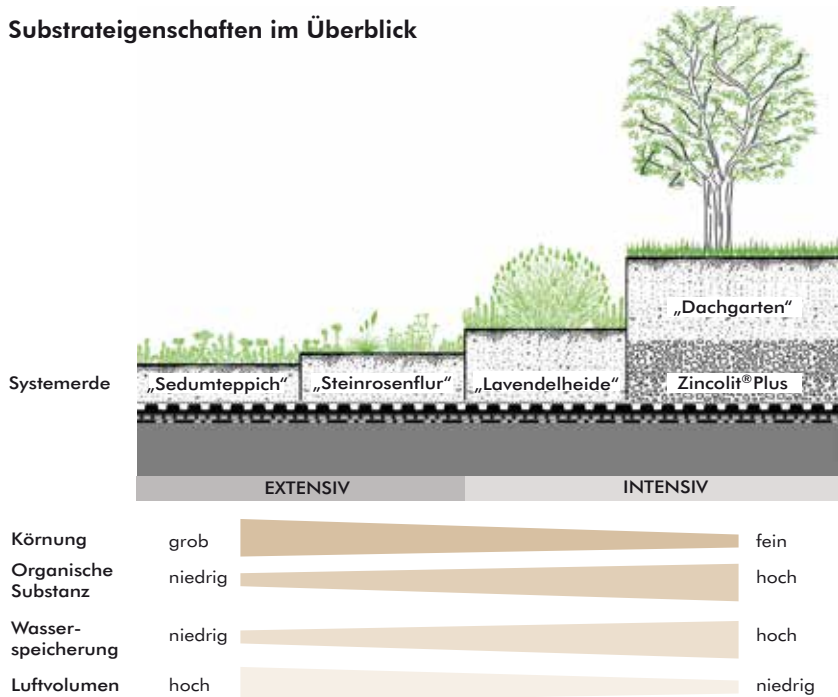 Substrateigenschaften im Überblick
„Dachgarten“
Systemerde
„Sedumteppich“
„Steinrosenflur“
„Lavendelheide“
Zincolit®Plus
EXTENSIV
INTENSIV
Körnung
grob
fein
Organische
Substanz
niedrig
hoch
Wasser-
speicherung
niedrig
hoch
Luftvolumen
hoch
niedrig